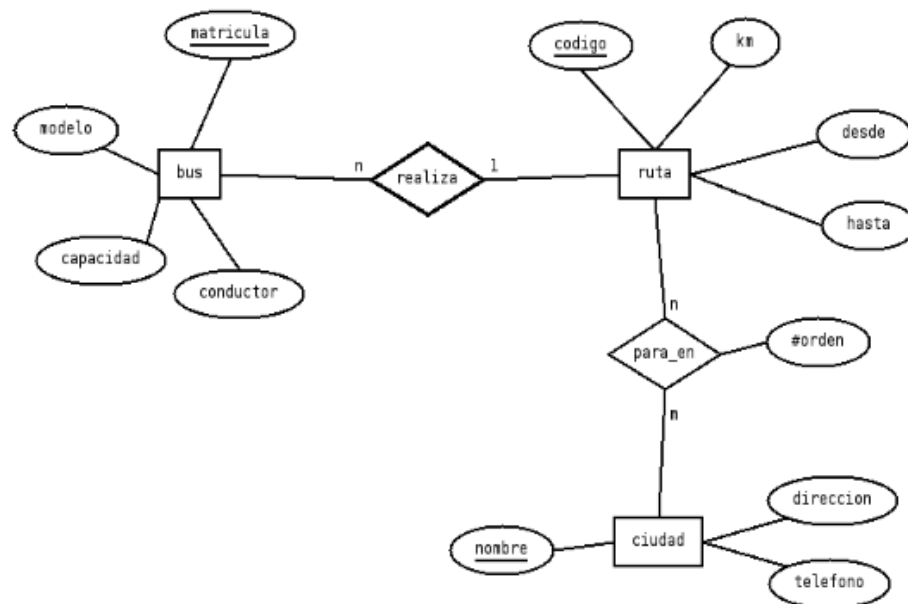 matricula
codigo
km
modelo
desde
bus
n
realiza
1
ruta
hasta
capacidad
conductor
n
para_en
#orden
m
direccion
nombre
ciudad
telefono